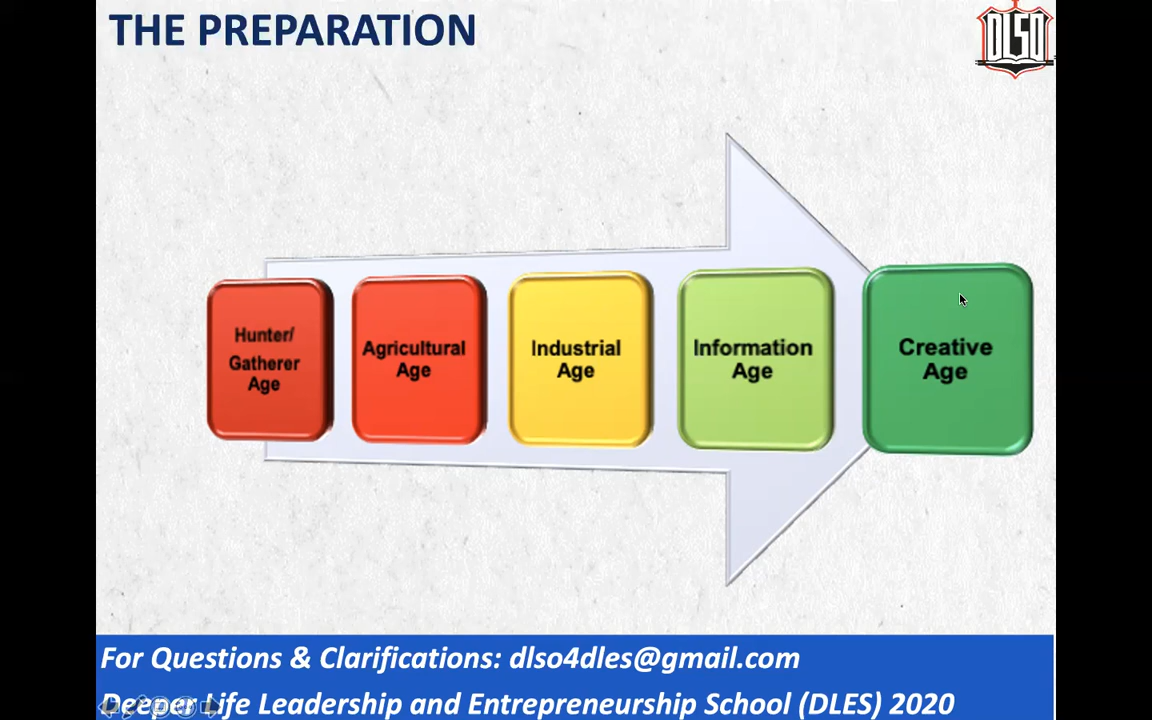 THE PREPARATION
DLSO
Hunter/
Gatherer
Age
Agricultural
Age
Industrial
Age
Information
Age
Creative
Age
For Questions & Clarifications: dlso4dles@gmail.com
Deeper Life Leadership and Entrepreneurship School (DLES) 2020